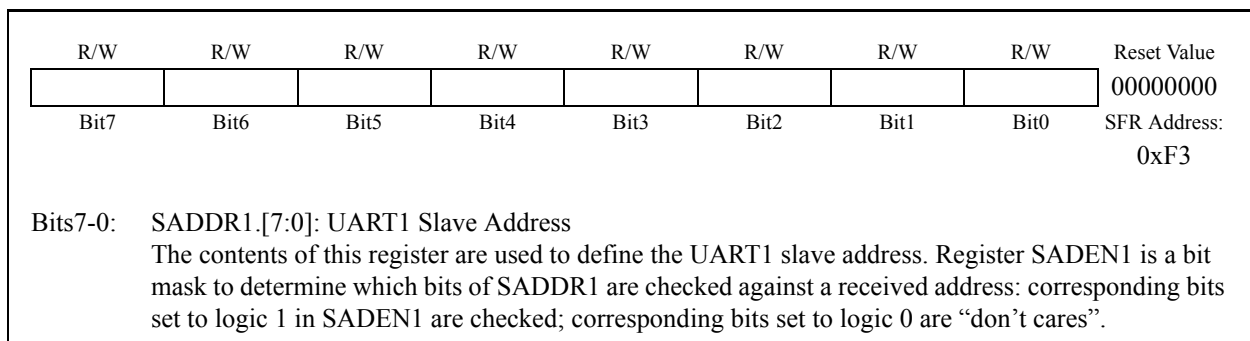 R/W R/W R/W R/W R/W R/W R/W R/W Reset Value
00000000
Bit7 Bit6 Bit5 Bit4 Bit3 Bit2 Bit1 Bit0 SFR Address:
0xF3
Bits7-0: SADDR1.[7:0]: UART1 Slave Address
The contents of this register are used to define the UART1 slave address. Register SADEN1 is a bit
mask to determine which bits of SADDR1 are checked against a received address: corresponding bits
set to logic 1 in SADEN1 are checked; corresponding bits set to logic 0 are “don’t cares”.